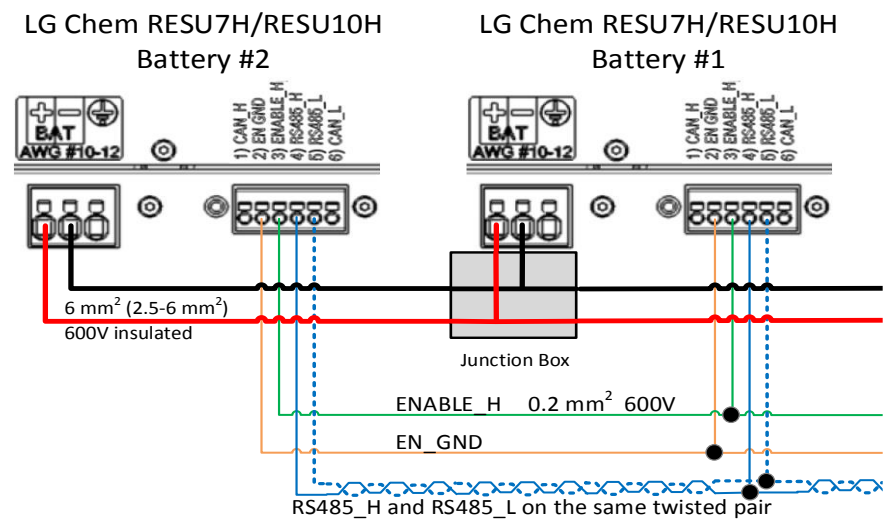 LG Chem RESU7H/RESU10H
Battery #2
LG Chem RESU7H/RESU10H
Battery #1
+ −
BAT
AWG #10-12
1) CAN_H
2) EN GND
3) ENABLE_H
4) RS485_H
5) RS485_L
6) CAN_L
+ −
BAT
AWG #10-12
1) CAN_H
2) EN GND
3) ENABLE_H
4) RS485_H
5) RS485_L
6) CAN_L
6 mm² (2.5-6 mm²)
600V insulated
Junction Box
ENABLE_H 0.2 mm² 600V
EN_GND
RS485_H and RS485_L on the same twisted pair